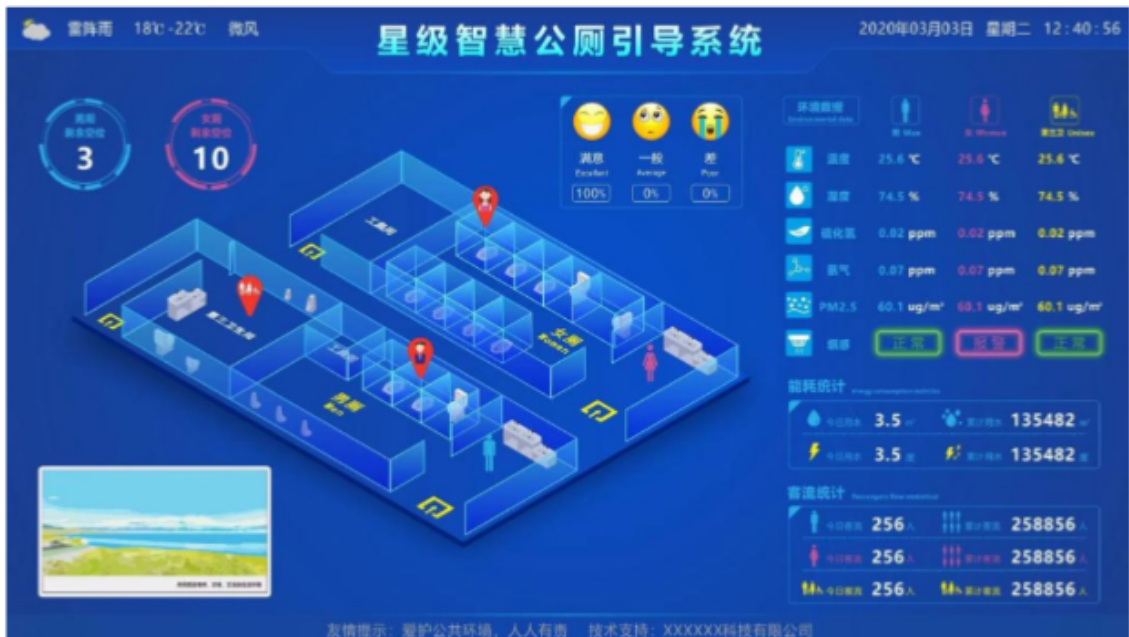 雷阵雨 18℃-22℃ 微风
星级智慧公厕引导系统
2020年03月03日 星期二 12:40:56
男厕
剩余空位
3
女厕
剩余空位
10
满意 一般 差
Excellent Average Poor
100% 0% 0%
工具间
第三卫生间
女厕
Women
男厕
Men
环境数据
Environmental data
男 Man 女 Woman 第三卫 Unisex
温度 25.6 ℃ 25.6 ℃ 25.6 ℃
湿度 74.5 % 74.5 % 74.5 %
硫化氢 0.02 ppm 0.02 ppm 0.02 ppm
氨气 0.07 ppm 0.07 ppm 0.07 ppm
PM2.5 60.1 ug/m³ 60.1 ug/m³ 60.1 ug/m³
烟感 正常 报警 正常
能耗统计
今日用水 3.5 累计用水 135482
今日用电 3.5 度 累计用电 135482 度
客流统计
今日客流 256人 累计客流 258856人
今日客流 256人 累计客流 258856人
今日客流 256人 累计客流 258856人
友情提示：爱护公共环境，人人有责 技术支持：XXXXXX科技有限公司